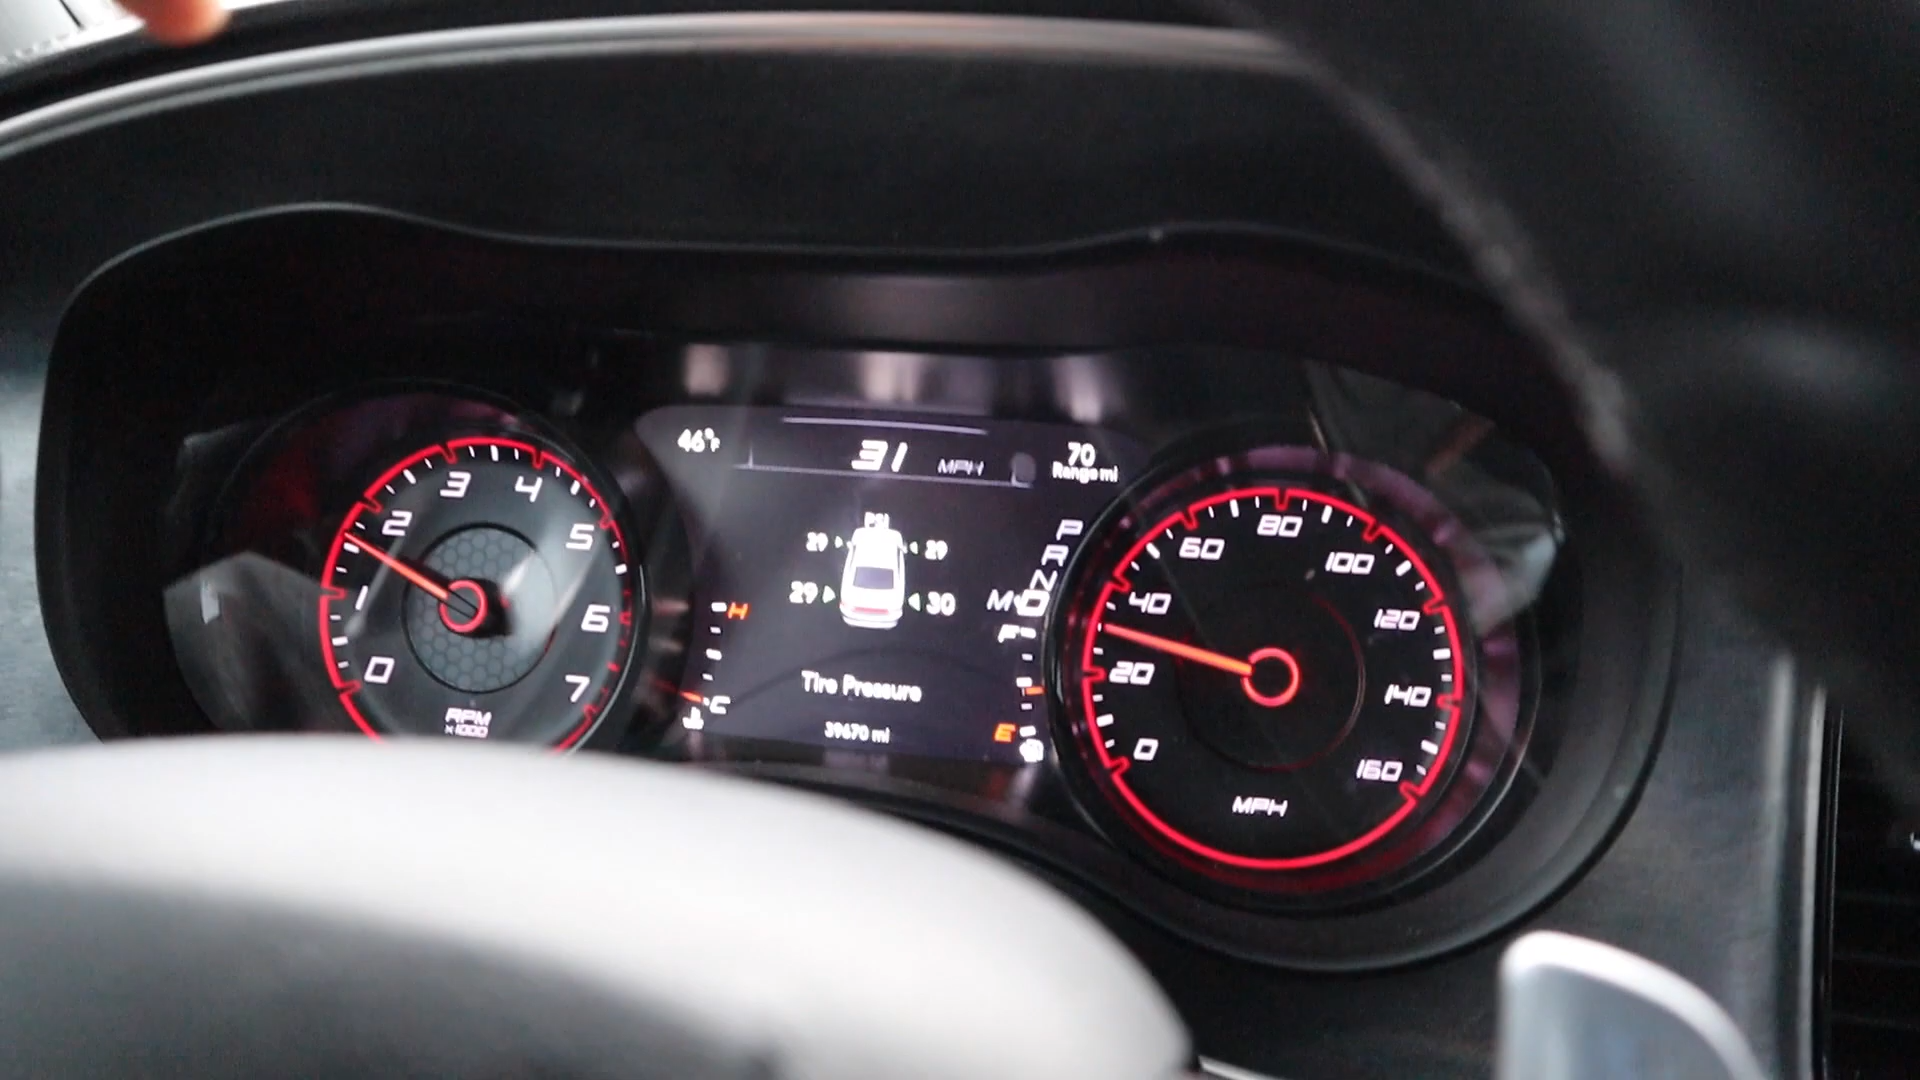 46°F 31 MPH 70
Range mi
PSI
29 29
29 30
P
R
N
M D
H
C
F
E
Tire Pressure
39670 mi
0 1 2 3 4 5 6 7
RPM
x1000
0 20 40 60 80 100 120 140 160
MPH